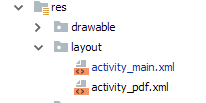 res
drawable
layout
activity_main.xml
activity_pdf.xml